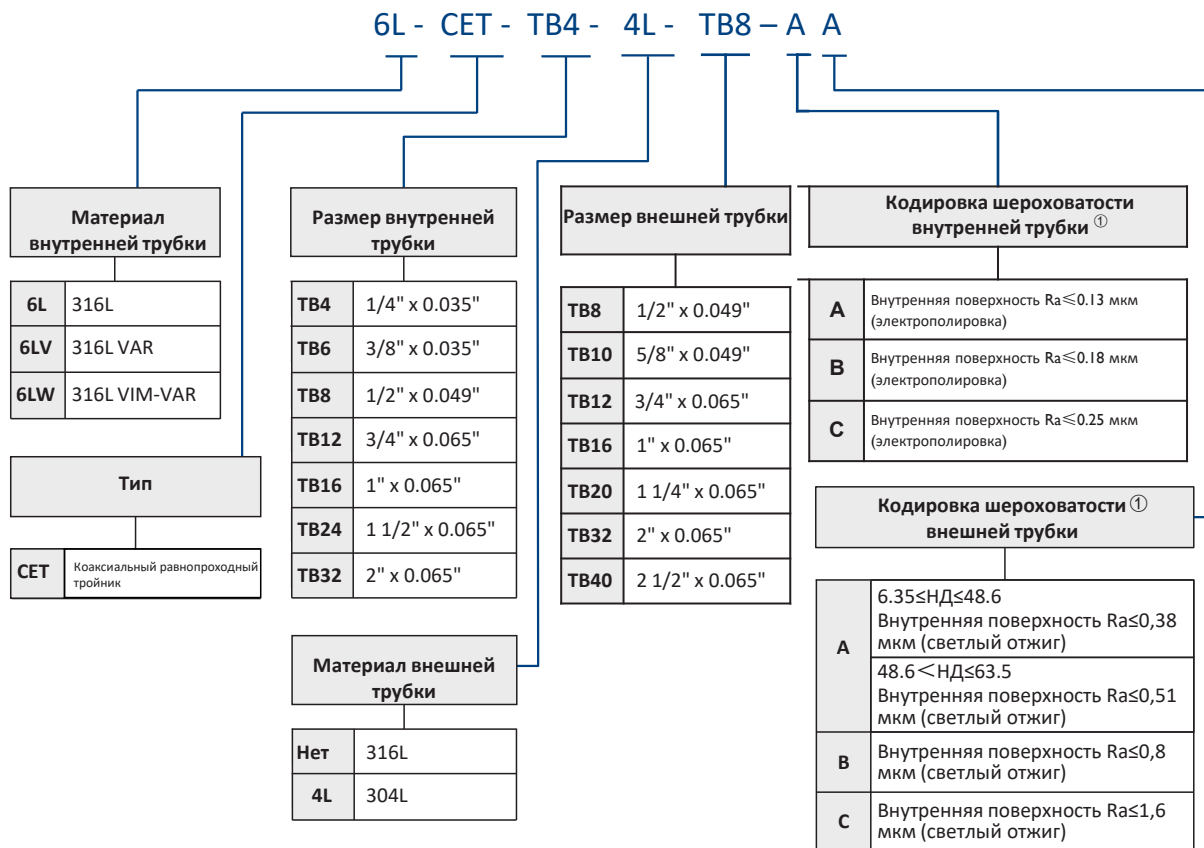 6L - CET - TB4 - 4L - TB8 – A A
Материал
внутренней трубки
6L 316L
6LV 316L VAR
6LW 316L VIM-VAR
Тип
CET Коаксиальный равнопроходный
тройник
Размер внутренней
трубки
TB4 1/4" x 0.035"
TB6 3/8" x 0.035"
TB8 1/2" x 0.049"
TB12 3/4" x 0.065"
TB16 1" x 0.065"
TB24 1 1/2" x 0.065"
TB32 2" x 0.065"
Материал внешней
трубки
Нет 316L
4L 304L
Размер внешней трубки
TB8 1/2" x 0.049"
TB10 5/8" x 0.049"
TB12 3/4" x 0.065"
TB16 1" x 0.065"
TB20 1 1/4" x 0.065"
TB32 2" x 0.065"
TB40 2 1/2" x 0.065"
Кодировка шероховатости
внутренней трубки ①
A Внутренняя поверхность Ra≤0.13 мкм
(электрополировка)
B Внутренняя поверхность Ra≤0.18 мкм
(электрополировка)
C Внутренняя поверхность Ra≤0.25 мкм
(электрополировка)
Кодировка шероховатости ①
внешней трубки
A
6.35≤НД≤48.6
Внутренняя поверхность Ra≤0,38
мкм (светлый отжиг)
48.6<НД≤63.5
Внутренняя поверхность Ra≤0,51
мкм (светлый отжиг)
B Внутренняя поверхность Ra≤0,8
мкм (светлый отжиг)
C Внутренняя поверхность Ra≤1,6
мкм (светлый отжиг)